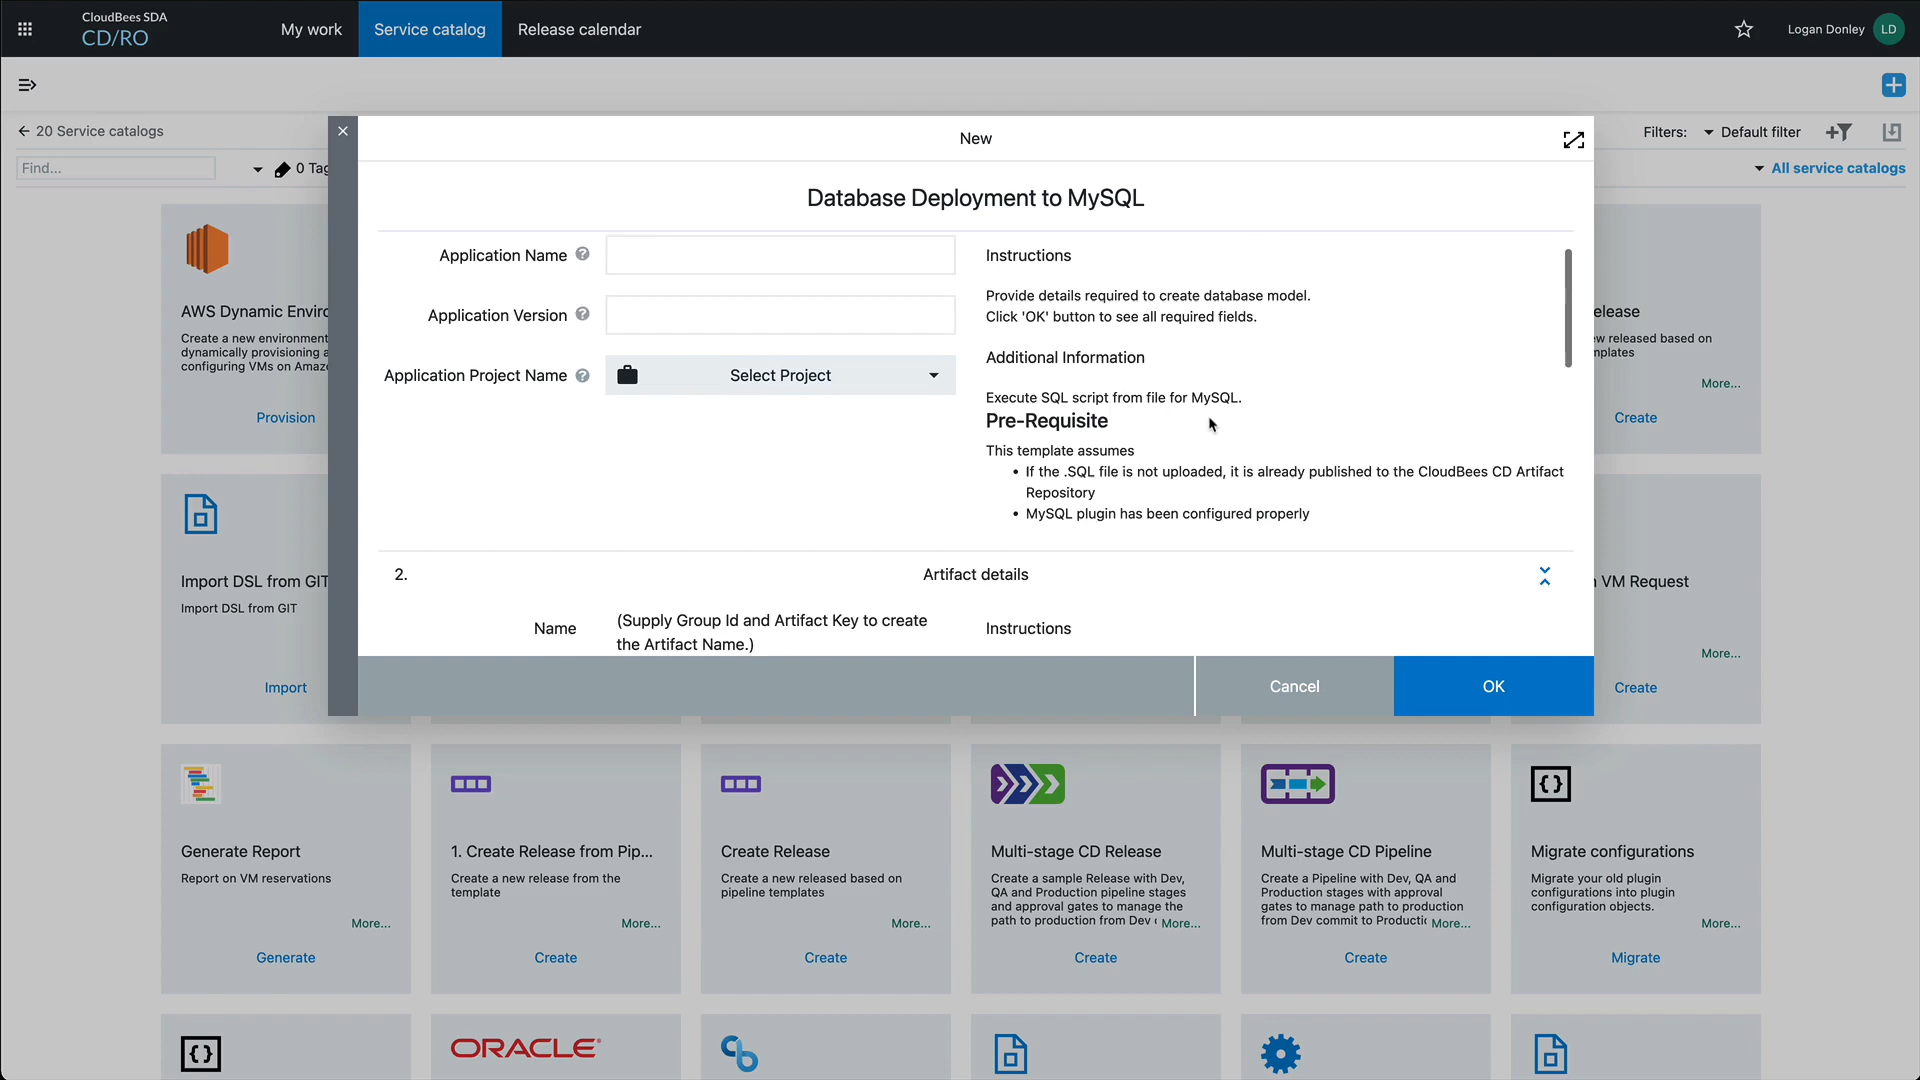 CloudBees SDA
CD/RO
My work
Service catalog
Release calendar
Logan Donley
LD
20 Service catalogs
New
Filters:
Default filter
Find...
0 Tag
All service catalogs
Database Deployment to MySQL
Application Name
Application Version
Application Project Name
Select Project
Instructions
Provide details required to create database model.
Click 'OK' button to see all required fields.
Additional Information
Execute SQL script from file for MySQL.
Pre-Requisite
This template assumes
• If the .SQL file is not uploaded, it is already published to the CloudBees CD Artifact
Repository
• MySQL plugin has been configured properly
2.
Artifact details
Name
(Supply Group Id and Artifact Key to create
the Artifact Name.)
Instructions
Cancel
OK
AWS Dynamic Enviro
Create a new environment
dynamically provisioning a
configuring VMs on Amaz
Provision
elease
ew released based on
mplates
More...
Create
Import DSL from GIT
Import DSL from GIT
Import
VM Request
More...
Create
Generate Report
Report on VM reservations
More...
Generate
1. Create Release from Pip...
Create a new release from the
template
More...
Create
Create Release
Create a new released based on
pipeline templates
More...
Create
Multi-stage CD Release
Create a sample Release with Dev,
QA and Production pipeline stages
and approval gates to manage the
path to production from Dev
More...
Create
Multi-stage CD Pipeline
Create a Pipeline with Dev, QA and
Production stages with approval
gates to manage path to production
from Dev commit to Productic
More...
Create
Migrate configurations
Migrate your old plugin
configurations into plugin
configuration objects.
More...
Migrate
ORACLE